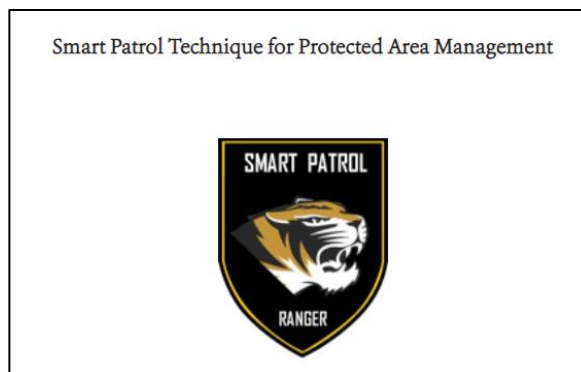 Smart Patrol Technique for Protected Area Management
SMART PATROL
RANGER